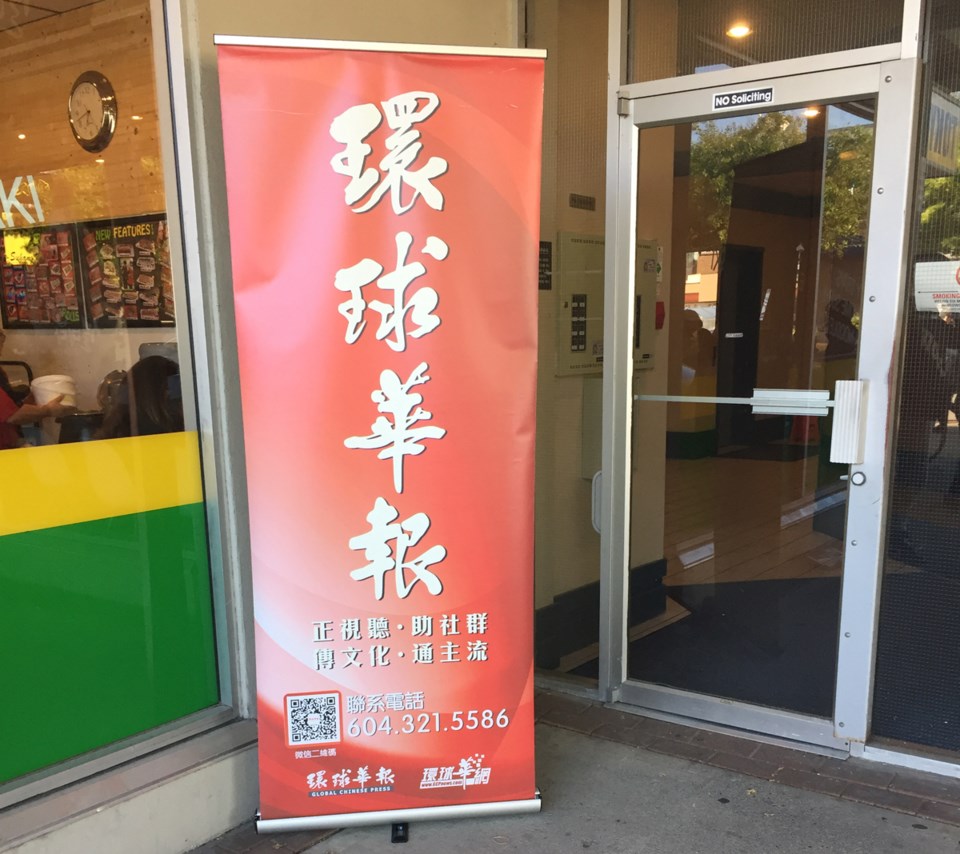 環球華報
正視聽·助社群
傳文化·通主流
聯系電話
604.321.5586
微信二維碼
環球華報
GLOBAL CHINESE PRESS
環球華網
NO Soliciting
KI
NEW FEATURES!